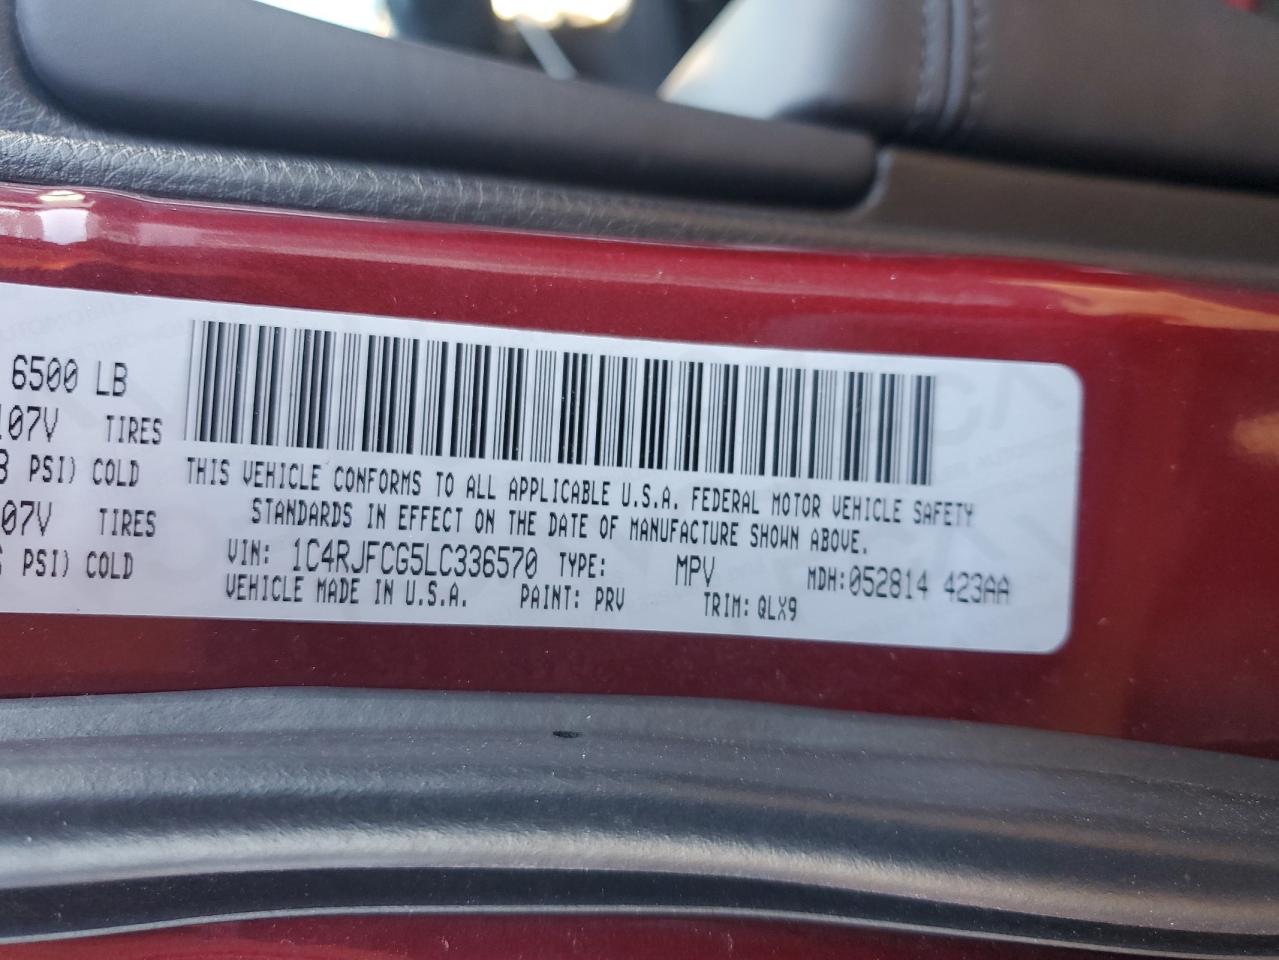 6500 LB
107V TIRES
PSI) COLD
07V TIRES
PSI) COLD
THIS VEHICLE CONFORMS TO ALL APPLICABLE U.S.A. FEDERAL MOTOR VEHICLE SAFETY
STANDARDS IN EFFECT ON THE DATE OF MANUFACTURE SHOWN ABOVE.
VIN: 1C4RJFCG5LC336570 TYPE: MPV MDH:052814 423AA
VEHICLE MADE IN U.S.A. PAINT: PRV TRIM: QLX9